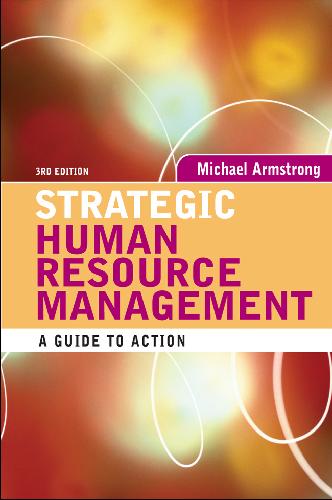 3RD EDITION
Michael Armstrong
STRATEGIC
HUMAN
RESOURCE
MANAGEMENT
A GUIDE TO ACTION